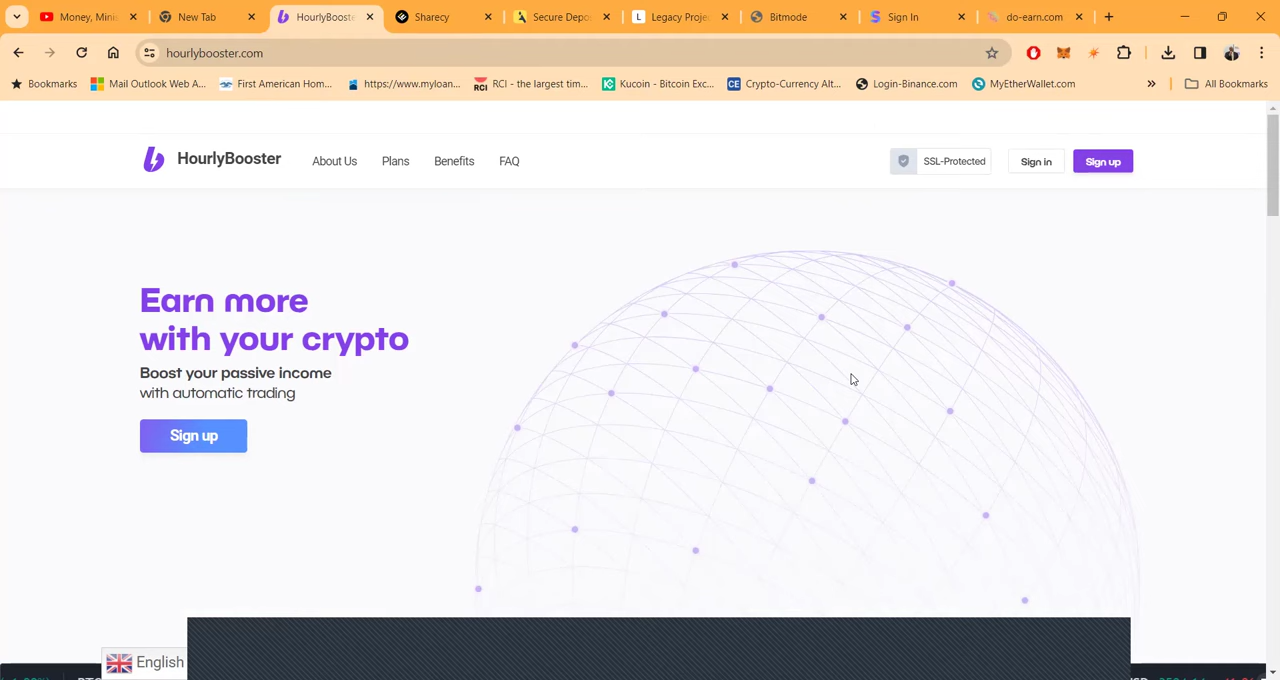 Money, Mini
New Tab
HourlyBooste
Sharecy
Secure Depo
Legacy Proje
Bitmode
Sign In
do-earn.com
hourlybooster.com
Bookmarks
Mail Outlook Web A...
First American Hom...
https://www.myloan...
RCI - the largest tim...
Kucoin - Bitcoin Exc...
Crypto-Currency Alt...
Login-Binance.com
MyEtherWallet.com
All Bookmarks
HourlyBooster
About Us
Plans
Benefits
FAQ
SSL-Protected
Sign in
Sign up
Earn more
with your crypto
Boost your passive income
with automatic trading
Sign up
English